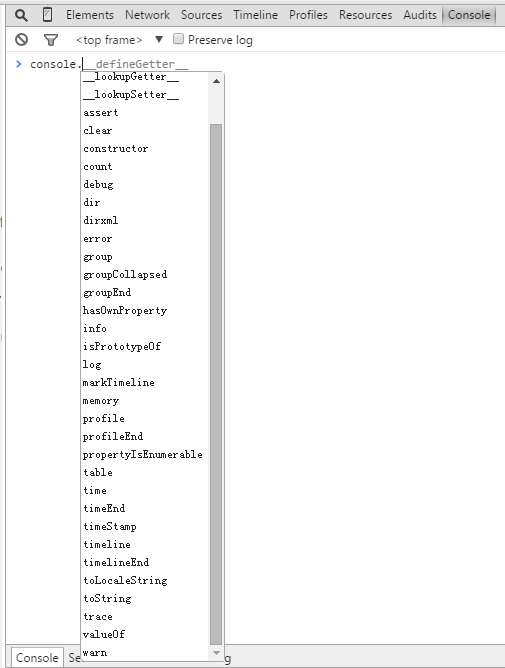 Elements Network Sources Timeline Profiles Resources Audits Console
<top frame> ▼ Preserve log
> console.__defineGetter__
__lookupGetter__
__lookupSetter__
assert
clear
constructor
count
debug
dir
dirxml
error
group
groupCollapsed
groupEnd
hasOwnProperty
info
isPrototypeOf
log
markTimeline
memory
profile
profileEnd
propertyIsEnumerable
table
time
timeEnd
timeStamp
timeline
timelineEnd
toLocaleString
toString
trace
valueOf
warn
Console